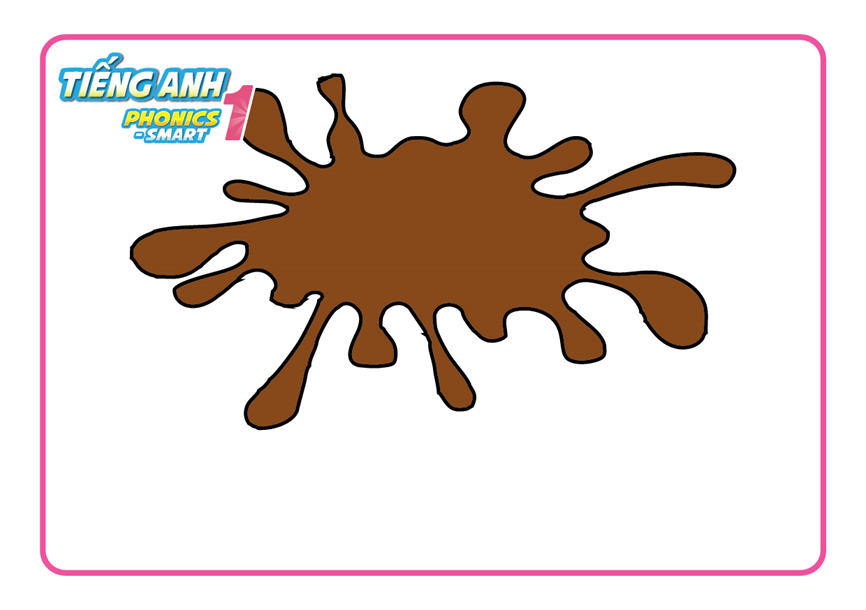 TIẾNG ANH 1
PHONICS
-SMART